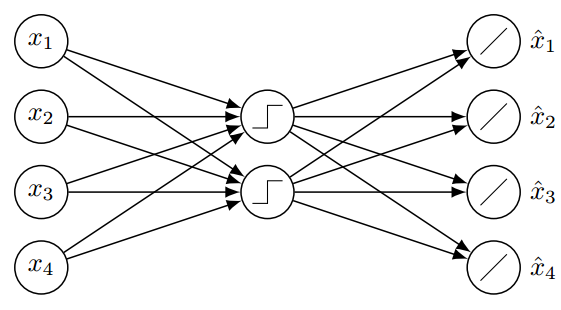 x₁ x̂₁
x₂ x̂₂
x₃ x̂₃
x₄ x̂₄